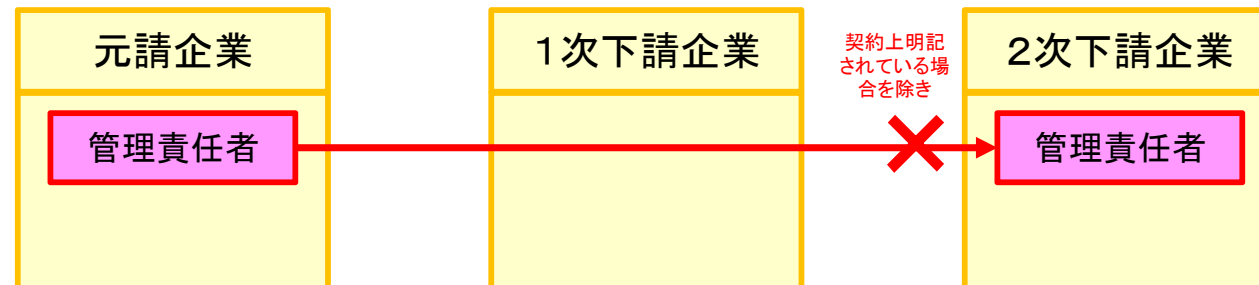 元請企業
１次下請企業
契約上明記
されている場
合を除き
２次下請企業
管理責任者
管理責任者